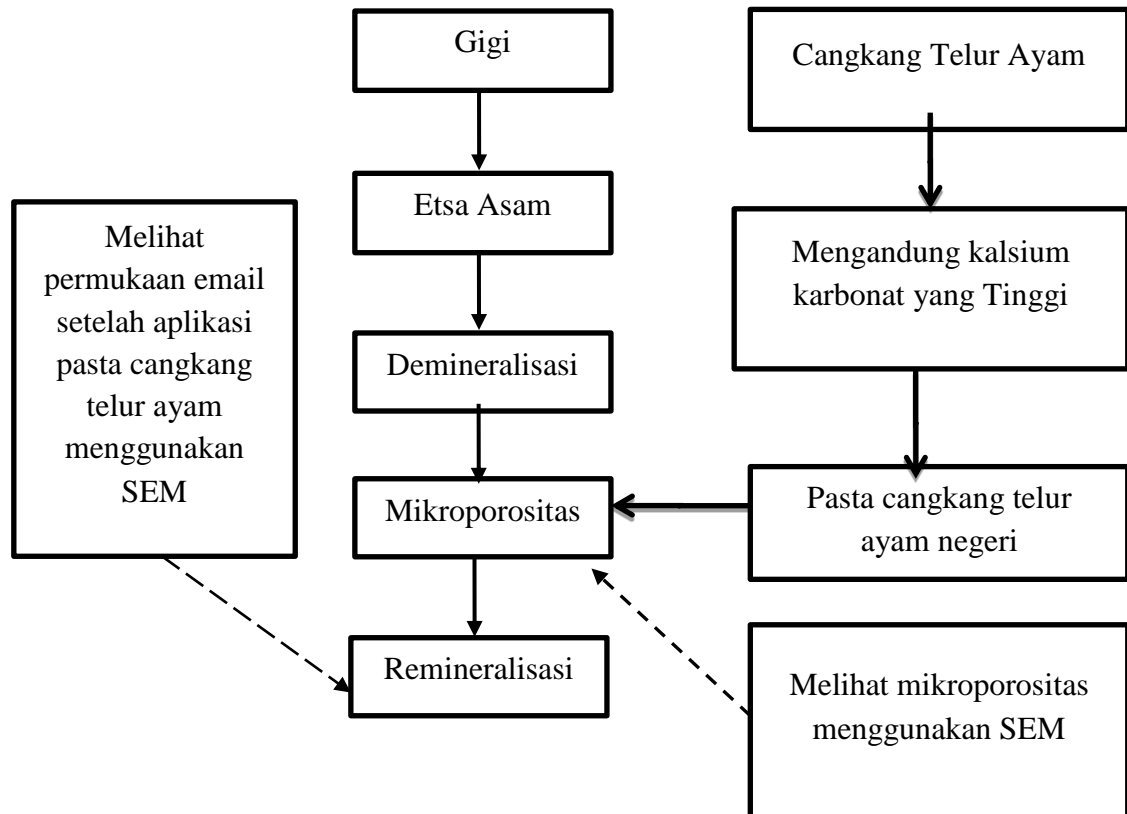 Gigi
Cangkang Telur Ayam
Etsa Asam
Melihat
permukaan email
setelah aplikasi
pasta cangkang
telur ayam
menggunakan
SEM
Mengandung kalsium
karbonat yang Tinggi
Demineralisasi
Mikroporositas
Pasta cangkang telur
ayam negeri
Remineralisasi
Melihat mikroporositas
menggunakan SEM